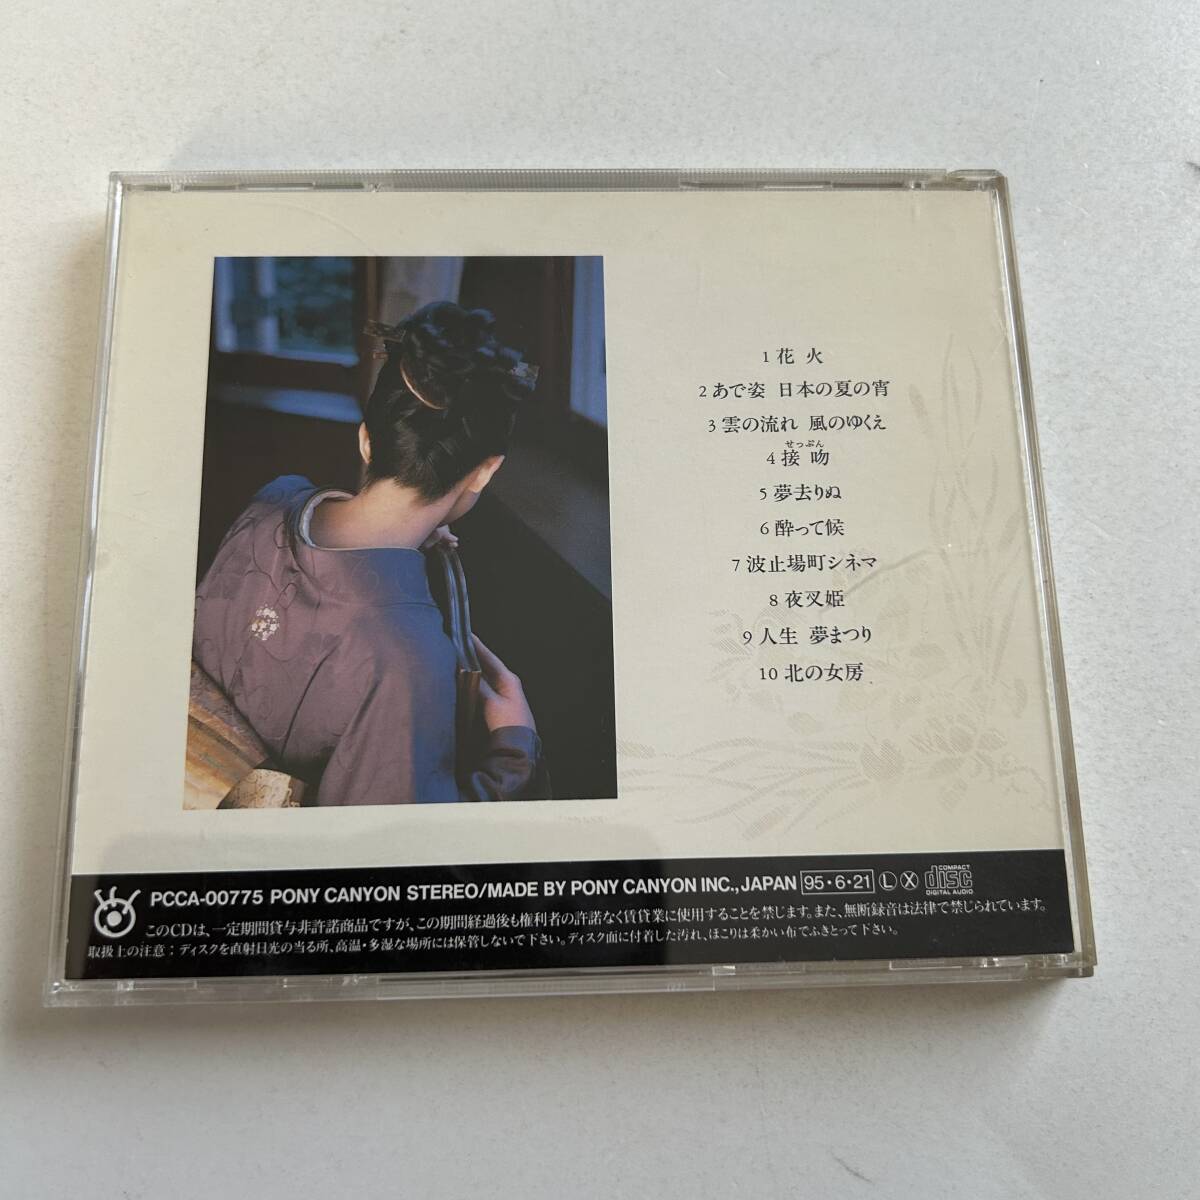 1 花 火
2 あで姿 日本の夏の宵
3 雲の流れ 風のゆくえ
せっぷん
4 接 吻
5 夢去りぬ
6 酔って候
7 波止場町シネマ
8 夜叉姫
9 人生 夢まつり
10 北の女房
PCCA-00775 PONY CANYON STEREO/MADE BY PONY CANYON INC.,JAPAN 95・6・21 L X COMPACT disc DIGITAL AUDIO
このCDは、一定期間貸与非許諾商品ですが、この期間経過後も権利者の許諾なく賃貸業に使用することを禁じます。また、無断録音は法律で禁じられています。
取扱上の注意:ディスクを直射日光の当る所、高温・多湿な場所には保管しないで下さい。ディスク面に付着した汚れ、ほこりは柔かい布でふきとって下さい。